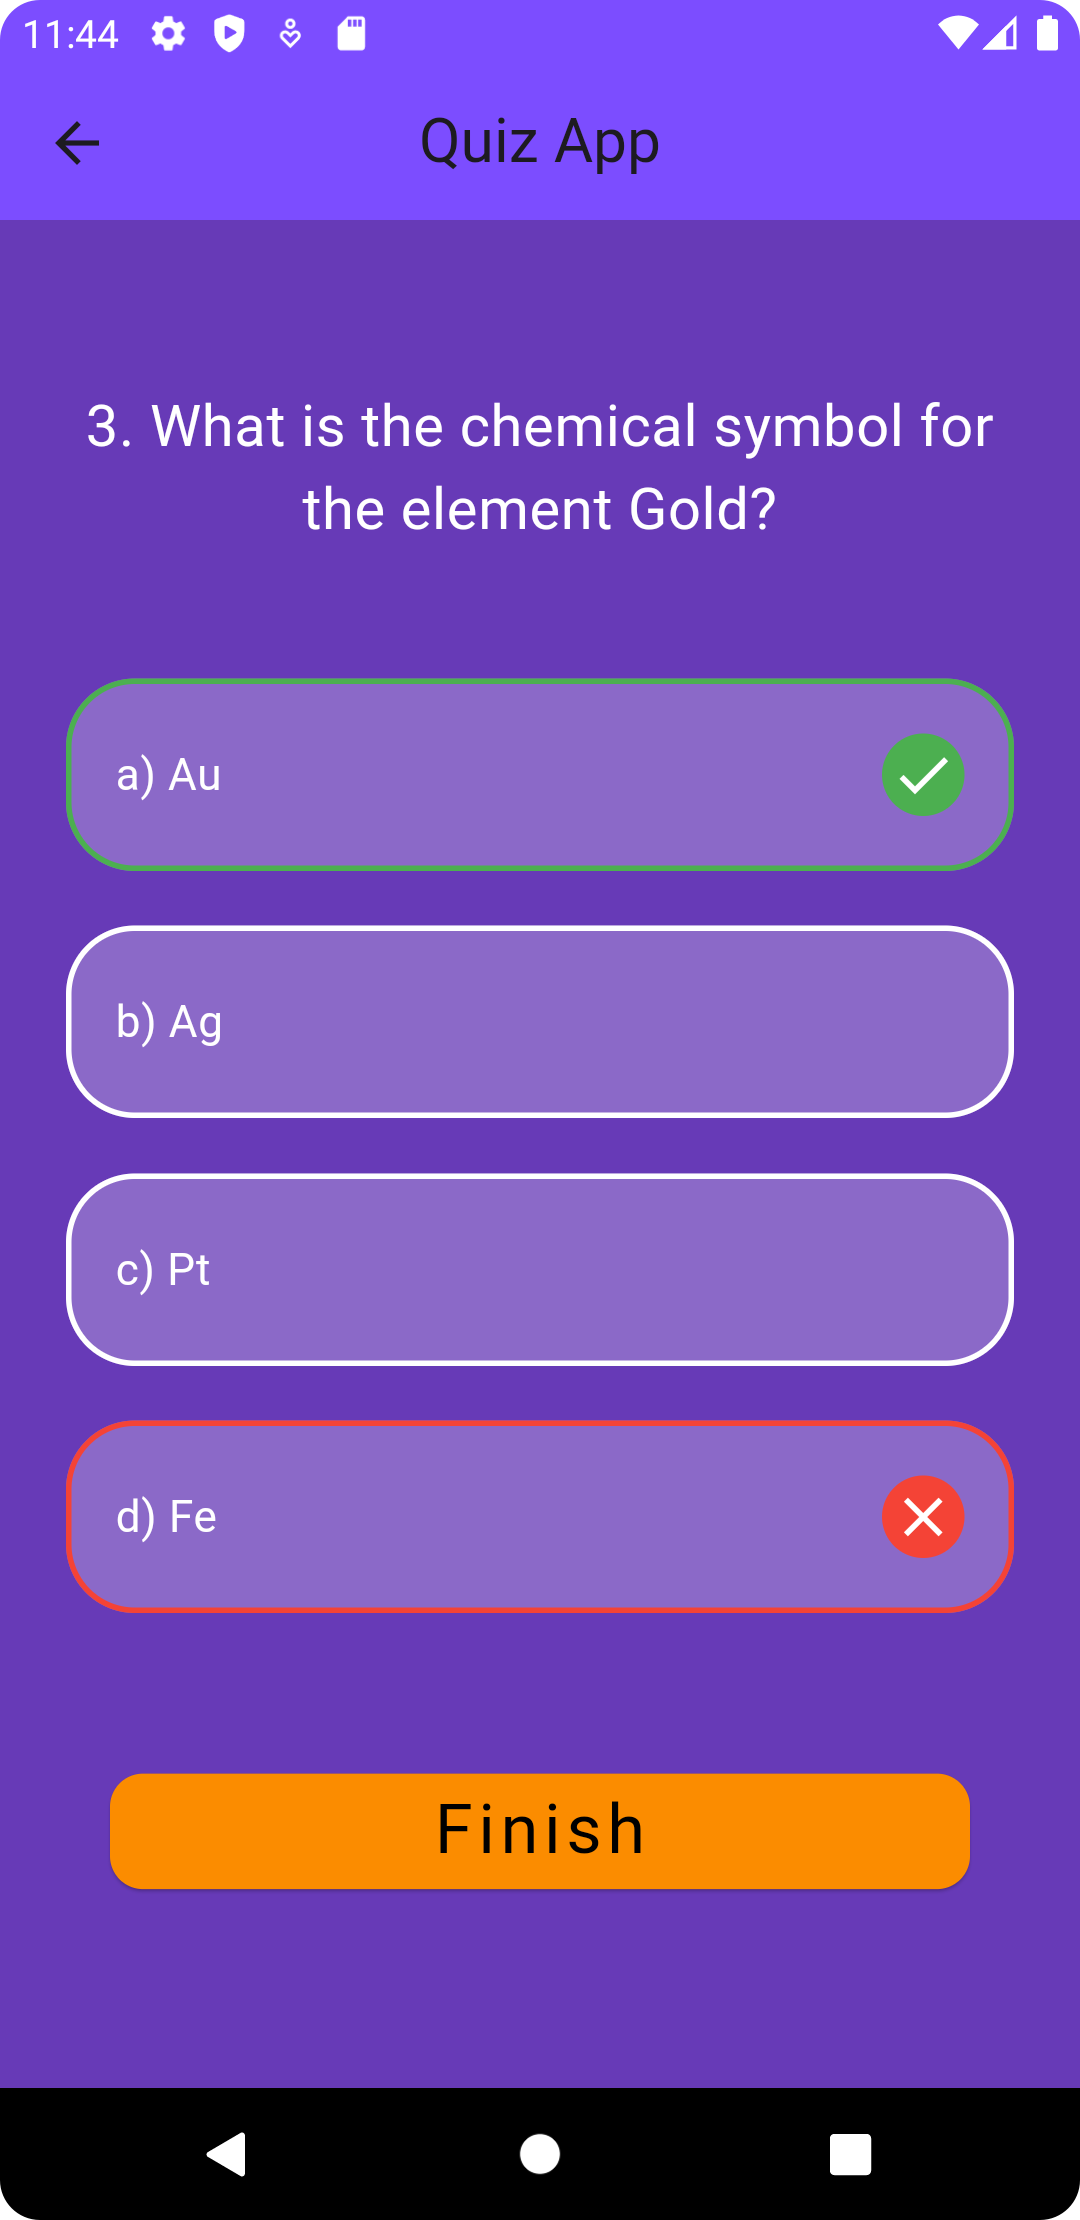 11:44
Quiz App
3. What is the chemical symbol for
the element Gold?
a) Au
b) Ag
c) Pt
d) Fe
Finish